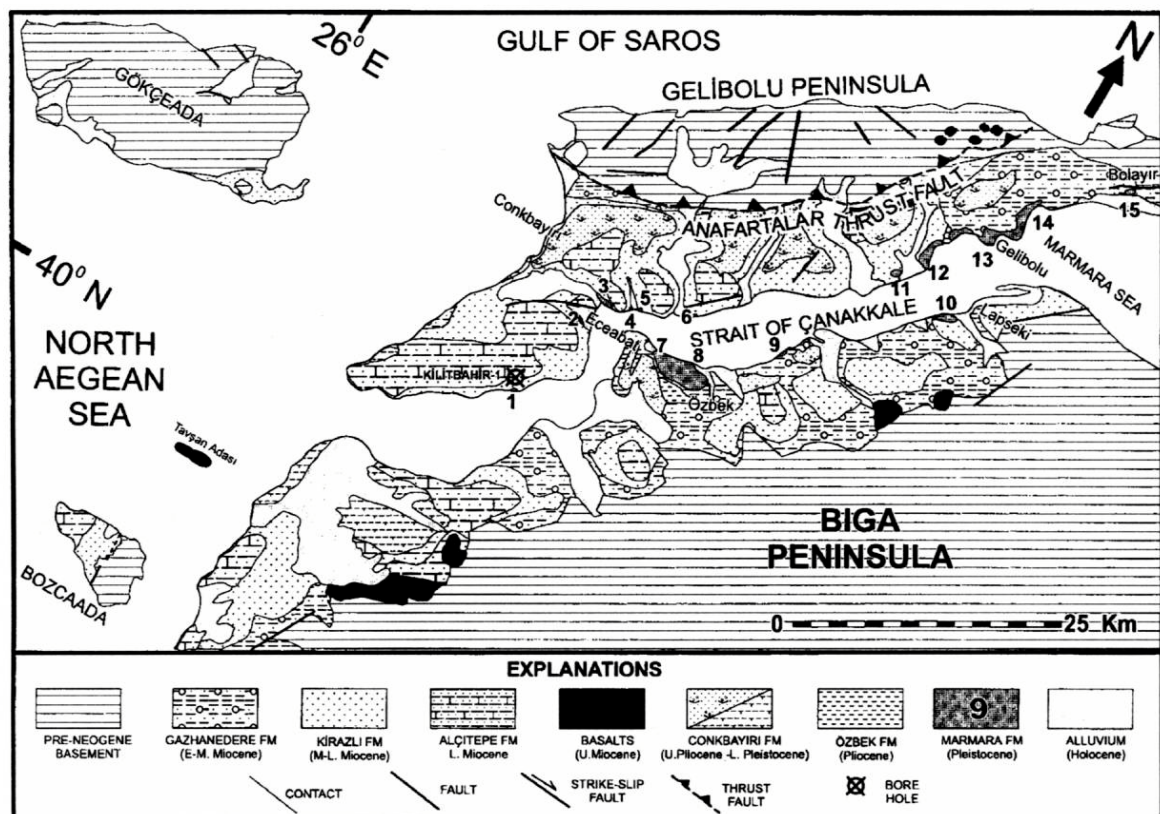 26° E
GULF OF SAROS
N
GÖKÇEADA
GELİBOLU PENINSULA
Bolayır
ANAFARTALAR THRUST FAULT
Conkbayırı
15
14
MARMARA SEA
13
Gelibolu
12
11
40° N
3
5
10
Lapseki
2
Eceabat
4
6
STRAIT OF ÇANAKKALE
9
7
8
NORTH
AEGEAN
SEA
KİLİTBAHİR-1
1
Özbek
Tavşan Adası
BIGA
PENINSULA
BOZCAADA
0
25 Km
EXPLANATIONS
9
PRE-NEOGENE
BASEMENT
GAZHANEDERE FM
(E-M. Miocene)
KİRAZLI FM
(M-L. Miocene)
ALÇITEPE FM
L. Miocene
BASALTS
(U.Miocene)
CONKBAYIRI FM
(U.Pliocene -L. Pleistocene)
ÖZBEK FM
(Pliocene)
MARMARA FM
(Pleistocene)
ALLUVIUM
(Holocene)
CONTACT
FAULT
STRIKE-SLIP
FAULT
THRUST
FAULT
BORE
HOLE